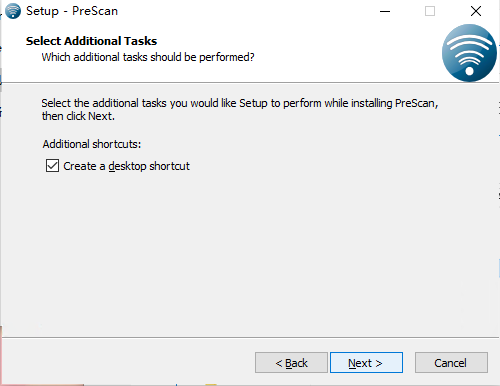 Setup - PreScan
Select Additional Tasks
Which additional tasks should be performed?
Select the additional tasks you would like Setup to perform while installing PreScan,
then click Next.
Additional shortcuts:
Create a desktop shortcut
< Back
Next >
Cancel